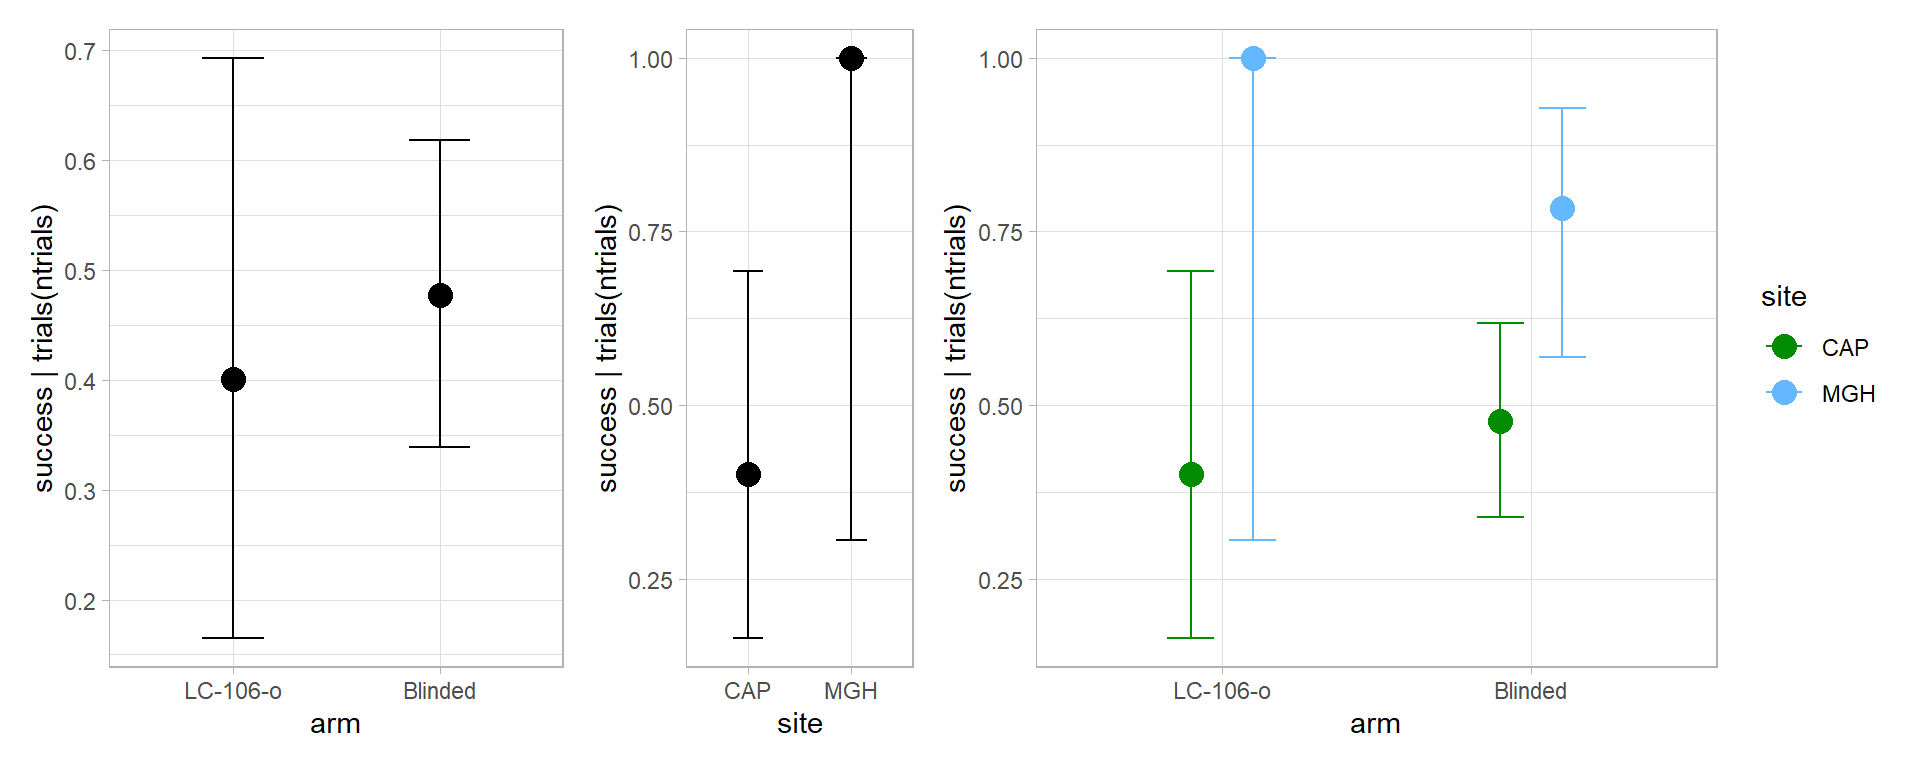 success | trials(ntrials)
0.7
0.6
0.5
0.4
0.3
0.2
LC-106-o
Blinded
arm
success | trials(ntrials)
1.00
0.75
0.50
0.25
CAP
MGH
site
success | trials(ntrials)
1.00
0.75
0.50
0.25
LC-106-o
Blinded
arm
site
CAP
MGH